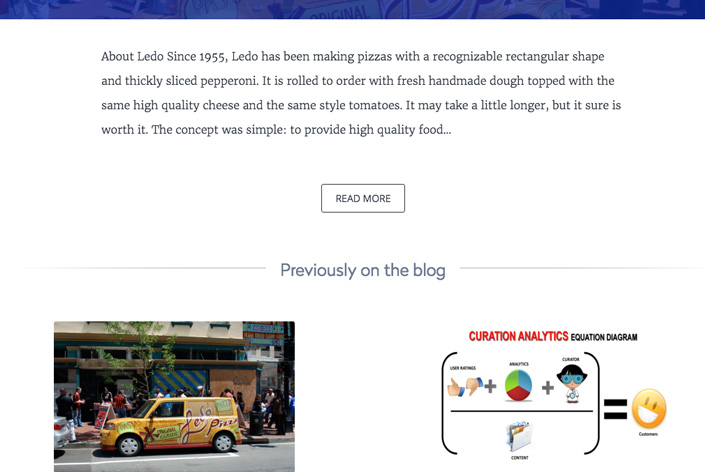 About Ledo Since 1955, Ledo has been making pizzas with a recognizable rectangular shape
and thickly sliced pepperoni. It is rolled to order with fresh handmade dough topped with the
same high quality cheese and the same style tomatoes. It may take a little longer, but it sure is
worth it. The concept was simple: to provide high quality food...
READ MORE
Previously on the blog
CURATION ANALYTICS EQUATION DIAGRAM
USER RATINGS
ANALYTICS
CURATOR
CONTENT
Customers
Pizza